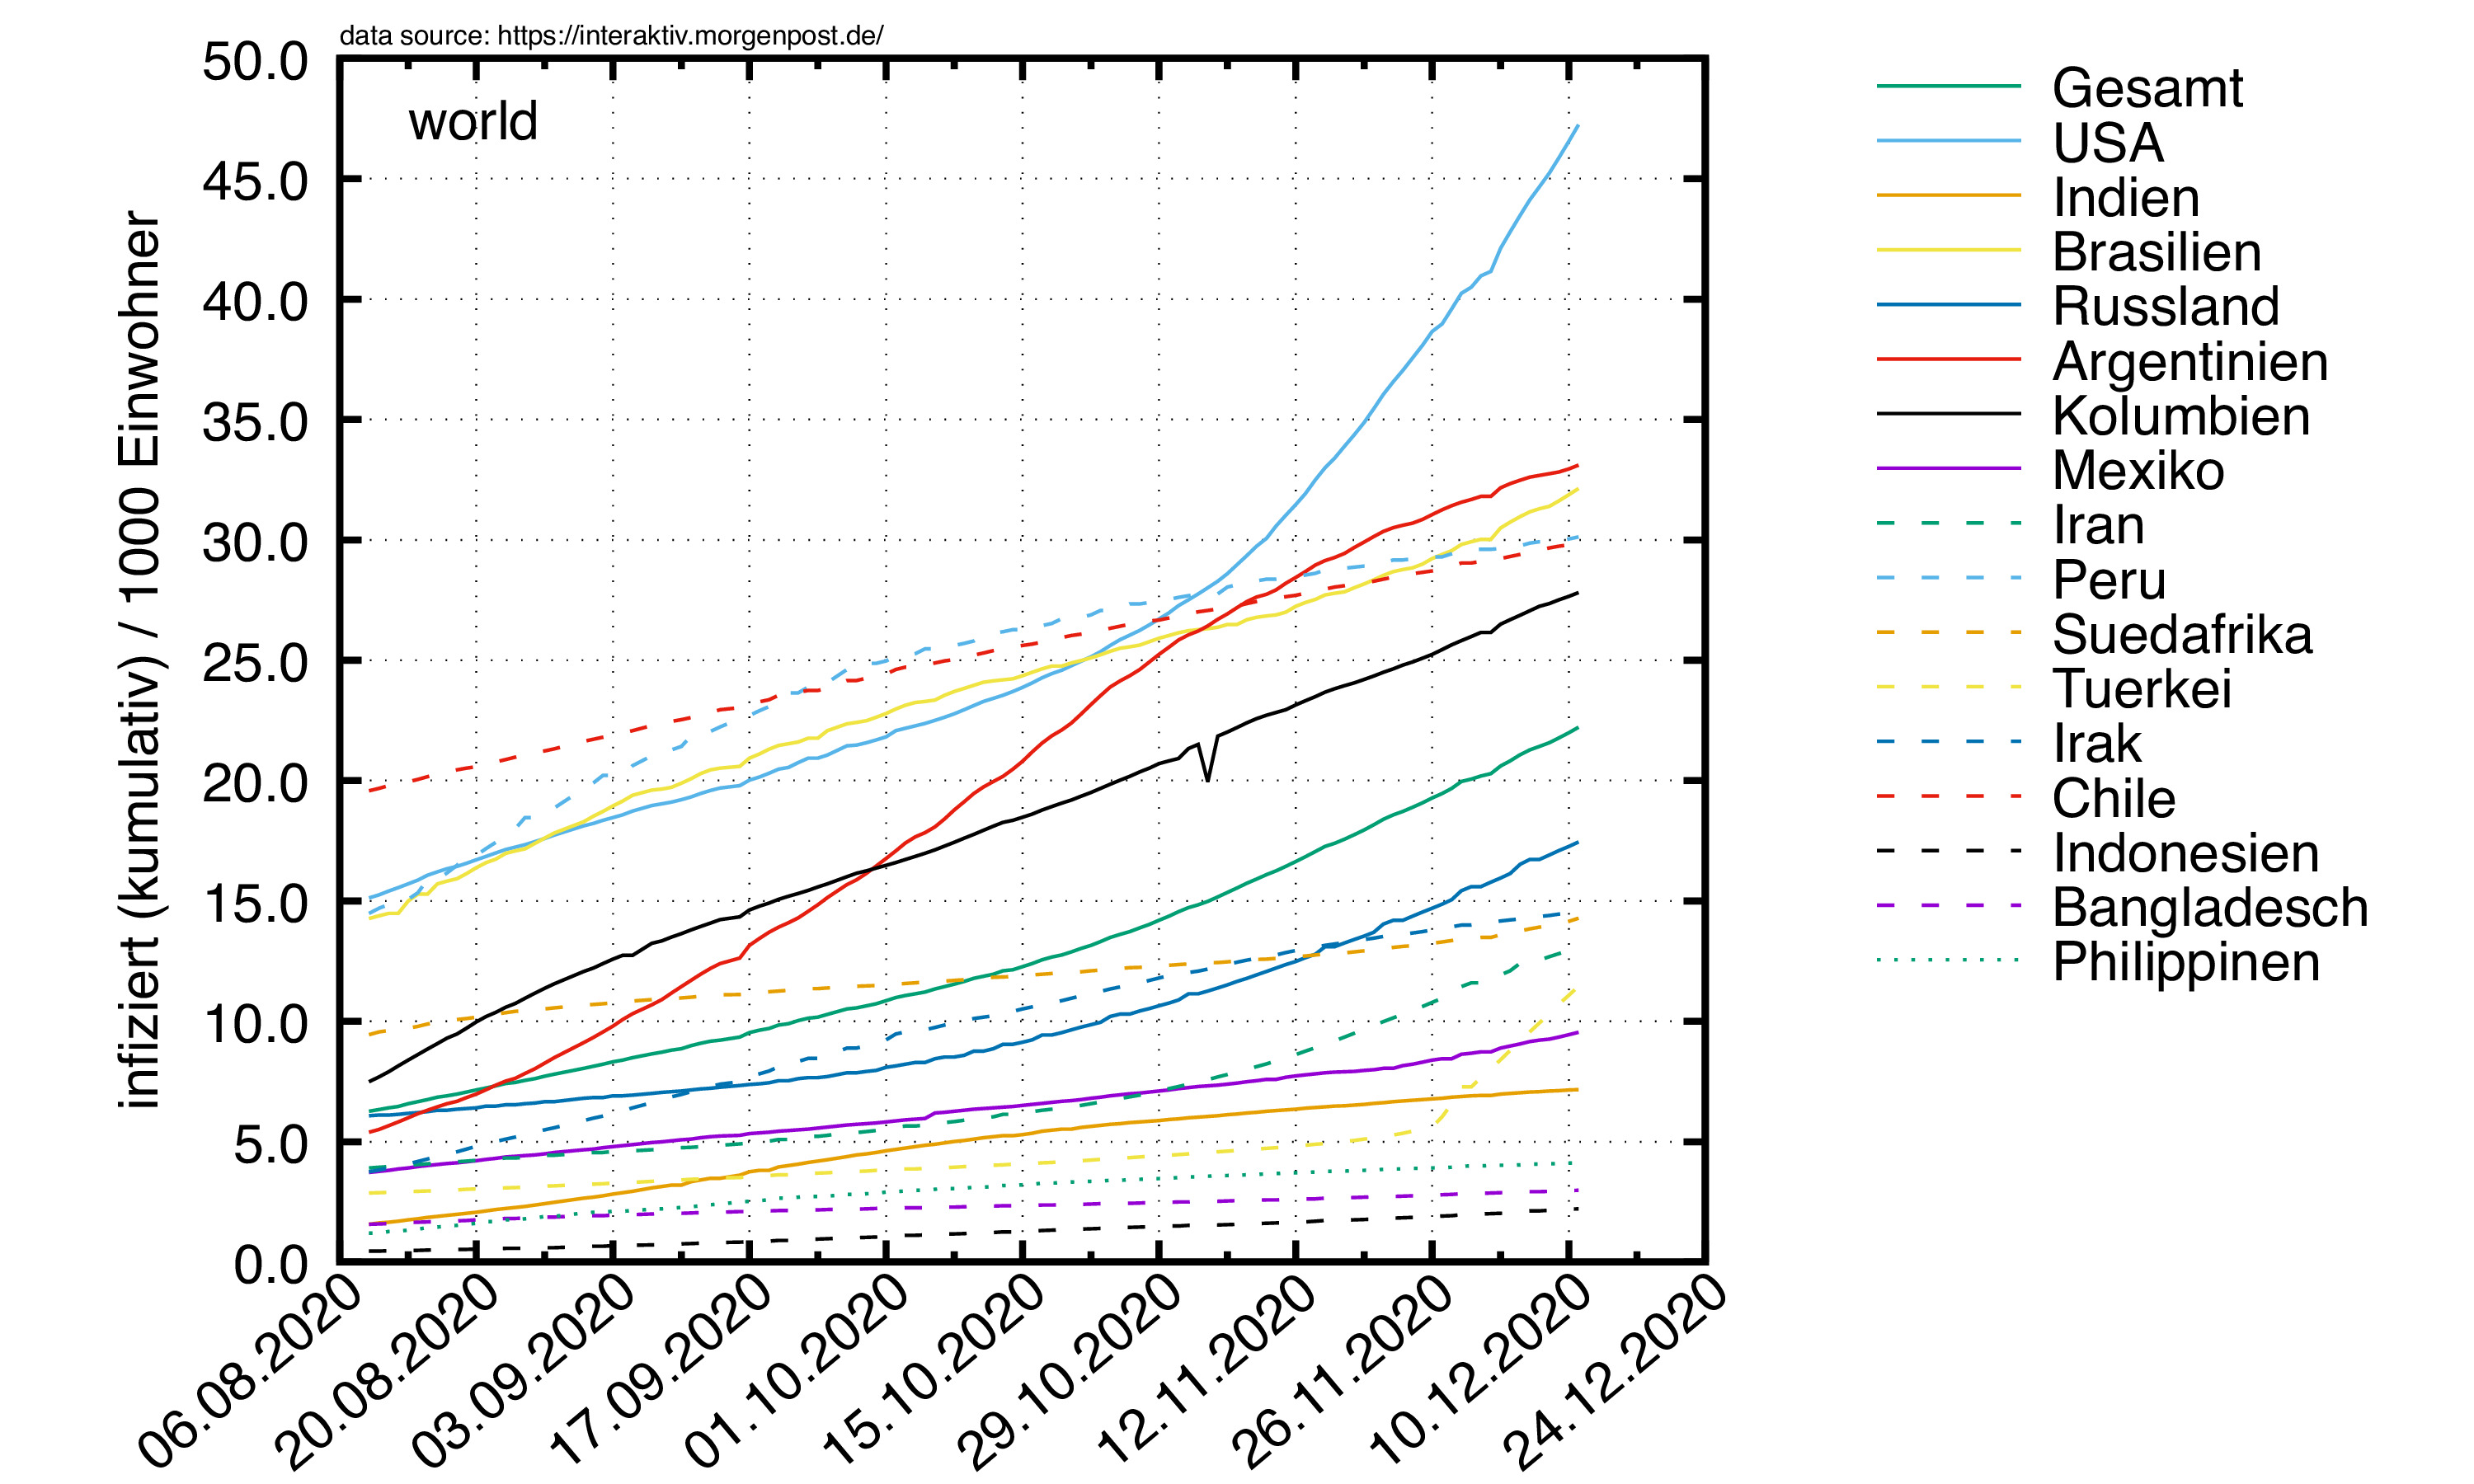 data source: https://interaktiv.morgenpost.de/
world
infiziert (kumulativ) / 1000 Einwohner
50.0
45.0
40.0
35.0
30.0
25.0
20.0
15.0
10.0
5.0
0.0
06.08.2020
20.08.2020
03.09.2020
17.09.2020
01.10.2020
15.10.2020
29.10.2020
12.11.2020
26.11.2020
10.12.2020
24.12.2020
Gesamt
USA
Indien
Brasilien
Russland
Argentinien
Kolumbien
Mexiko
Iran
Peru
Suedafrika
Tuerkei
Irak
Chile
Indonesien
Bangladesch
Philippinen